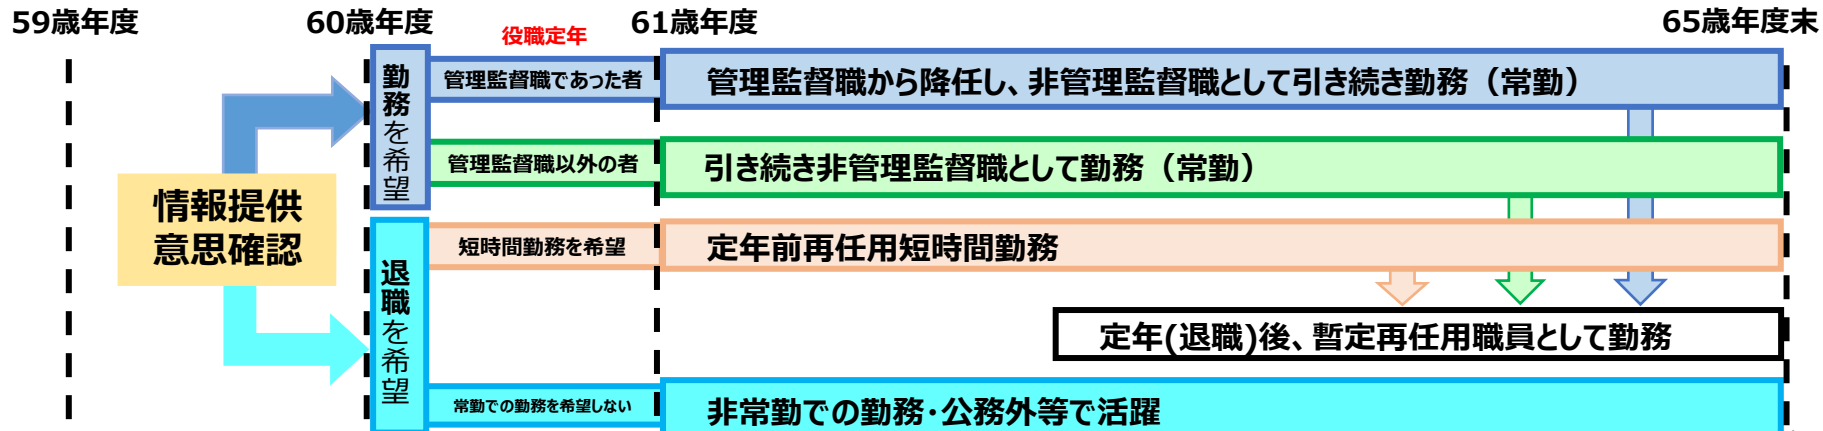 59歳年度
60歳年度
役職定年
61歳年度
65歳年度末
情報提供
意思確認
勤務を希望
管理監督職であった者
管理監督職から降任し、非管理監督職として引き続き勤務（常勤）
管理監督職以外の者
引き続き非管理監督職として勤務（常勤）
退職を希望
短時間勤務を希望
定年前再任用短時間勤務
定年(退職)後、暫定再任用職員として勤務
常勤での勤務を希望しない
非常勤での勤務・公務外等で活躍